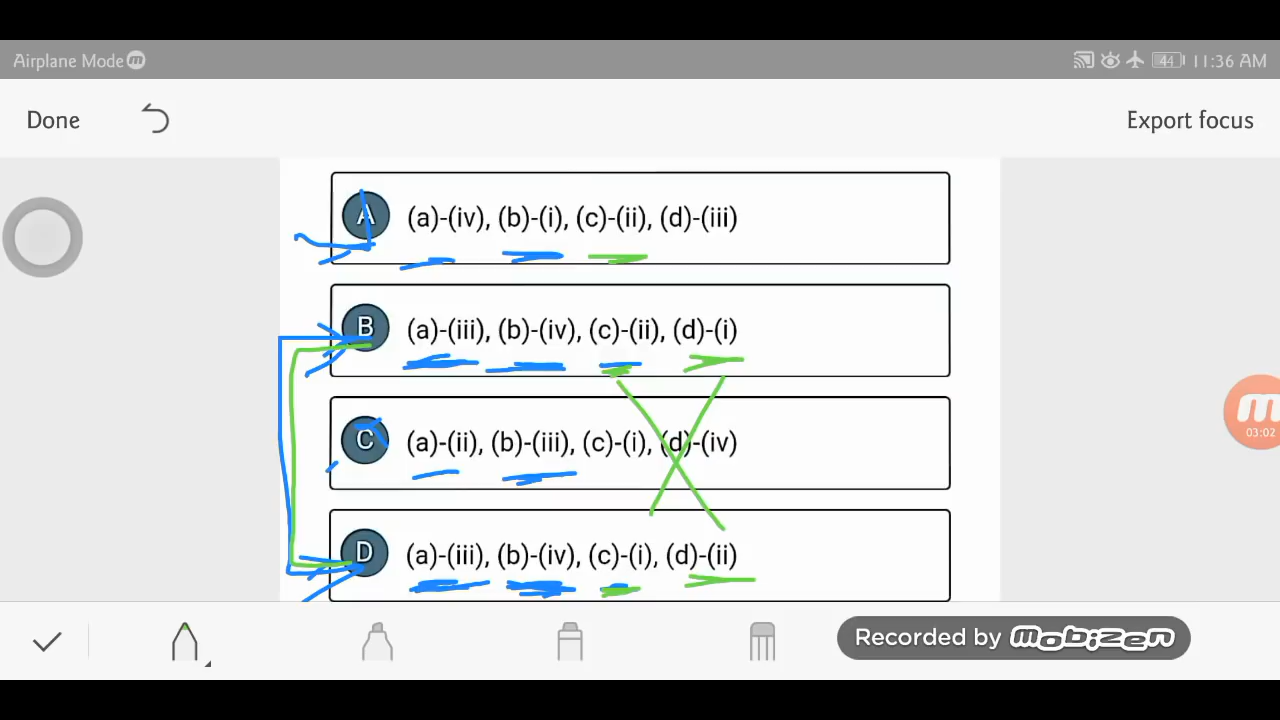 Airplane Mode m 44 11:36 AM
Done Export focus
A (a)-(iv), (b)-(i), (c)-(ii), (d)-(iii)
B (a)-(iii), (b)-(iv), (c)-(ii), (d)-(i)
C (a)-(ii), (b)-(iii), (c)-(i), (d)-(iv)
m
03:02
D (a)-(iii), (b)-(iv), (c)-(i), (d)-(ii)
Recorded by mobizen